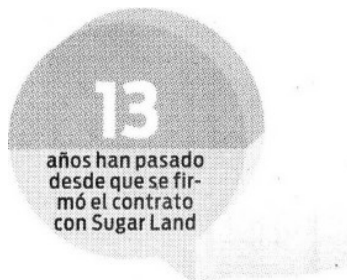 13
años han pasado
desde que se fir-
mó el contrato
con Sugar Land